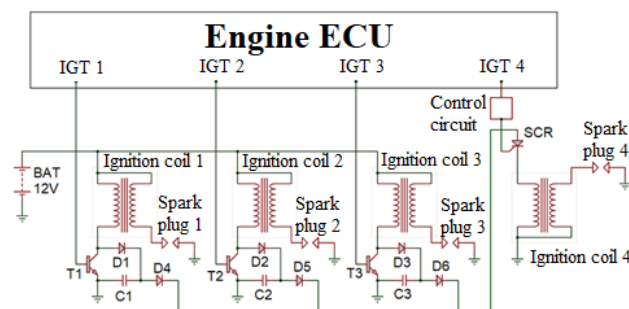 Engine ECU
IGT 1
IGT 2
IGT 3
IGT 4
Control
circuit
SCR
Spark
plug 4
BAT
12V
Ignition coil 1
Ignition coil 2
Ignition coil 3
Spark
plug 1
Spark
plug 2
Spark
plug 3
Ignition coil 4
T1
D1
D4
C1
T2
D2
D5
C2
T3
D3
D6
C3